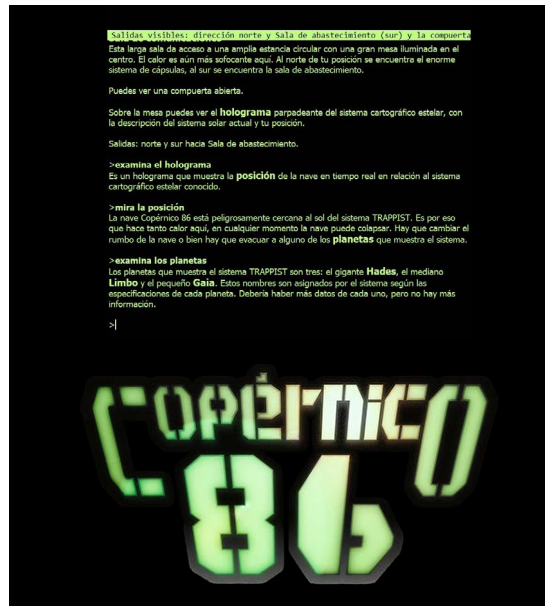 Salidas visibles: dirección norte y Sala de abastecimiento (sur) y la compuerta
Esta larga sala da acceso a una amplia estancia circular con una gran mesa iluminada en el
centro. El calor es aún más sofocante aquí. Al norte de tu posición se encuentra el enorme
sistema de cápsulas, al sur se encuentra la sala de abastecimiento.
Puedes ver una compuerta abierta.
Sobre la mesa puedes ver el holograma parpadeante del sistema cartográfico estelar, con
la descripción del sistema solar actual y tu posición.
Salidas: norte y sur hacia Sala de abastecimiento.
>examina el holograma
Es un holograma que muestra la posición de la nave en tiempo real en relación al sistema
cartográfico estelar conocido.
>mira la posición
La nave Copérnico 86 está peligrosamente cercana al sol del sistema TRAPPIST. Es por eso
que hace tanto calor aquí, en cualquier momento la nave puede colapsar. Hay que cambiar el
rumbo de la nave o bien hay que evacuar a alguno de los planetas que muestra el sistema.
>examina los planetas
Los planetas que muestra el sistema TRAPPIST son tres: el gigante Hades, el mediano
Limbo y el pequeño Gaia. Estos nombres son asignados por el sistema según las
especificaciones de cada planeta. Debería haber más datos de cada uno, pero no hay más
información.
>
Copérnico
86